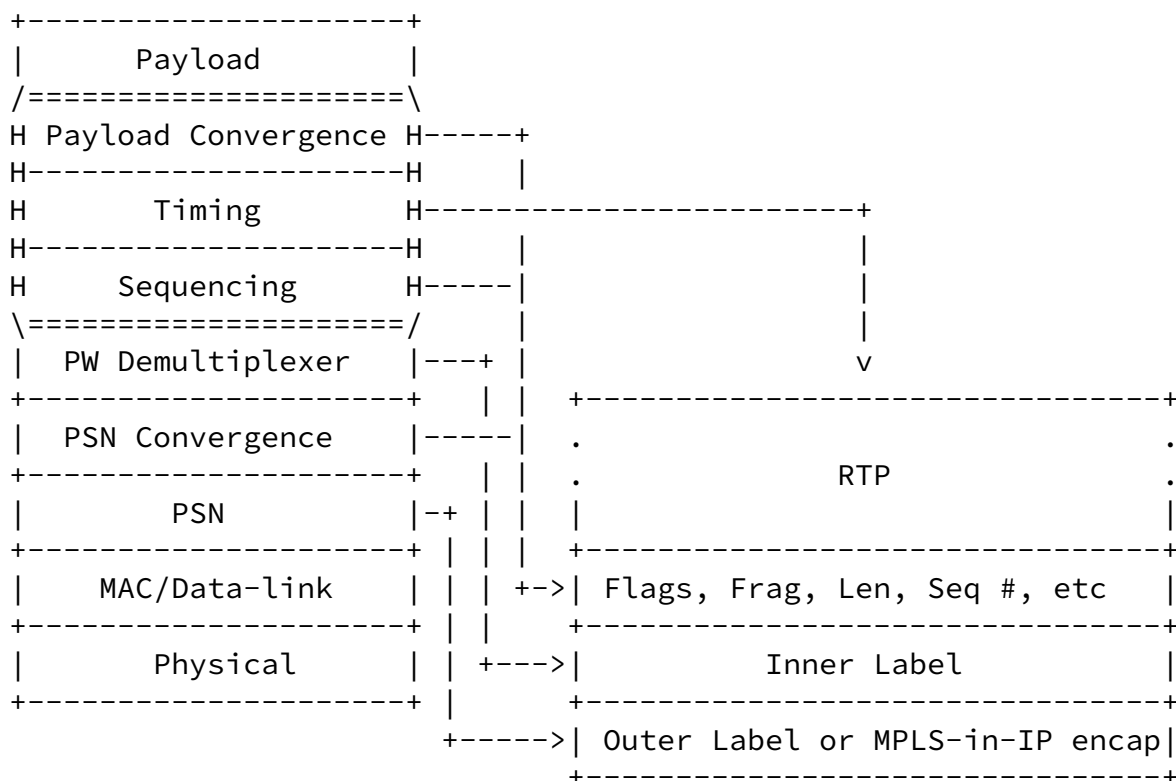 Payload
Payload Convergence
Timing
Sequencing
PW Demultiplexer
PSN Convergence
RTP
PSN
MAC/Data-link Flags, Frag, Len, Seq #, etc
Physical Inner Label
Outer Label or MPLS-in-IP encap